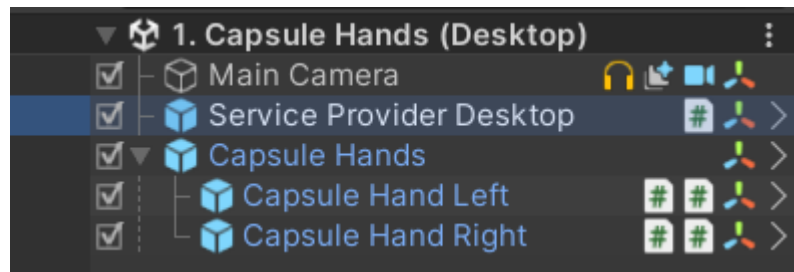 1. Capsule Hands (Desktop)
Main Camera
Service Provider Desktop
Capsule Hands
Capsule Hand Left
Capsule Hand Right